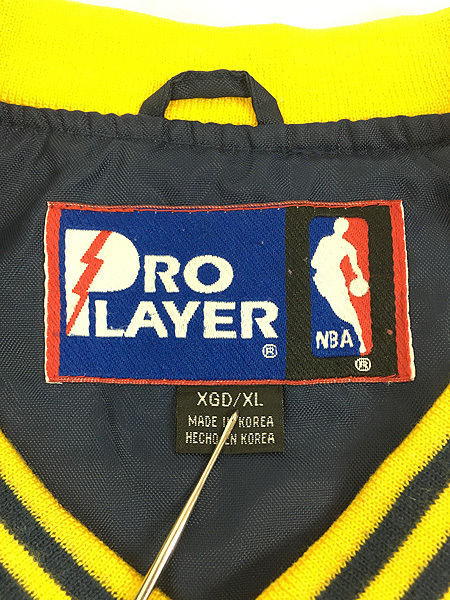 PRO
PLAYER
®
NBA
®
XGD/XL
MADE IN KOREA
HECHO EN KOREA